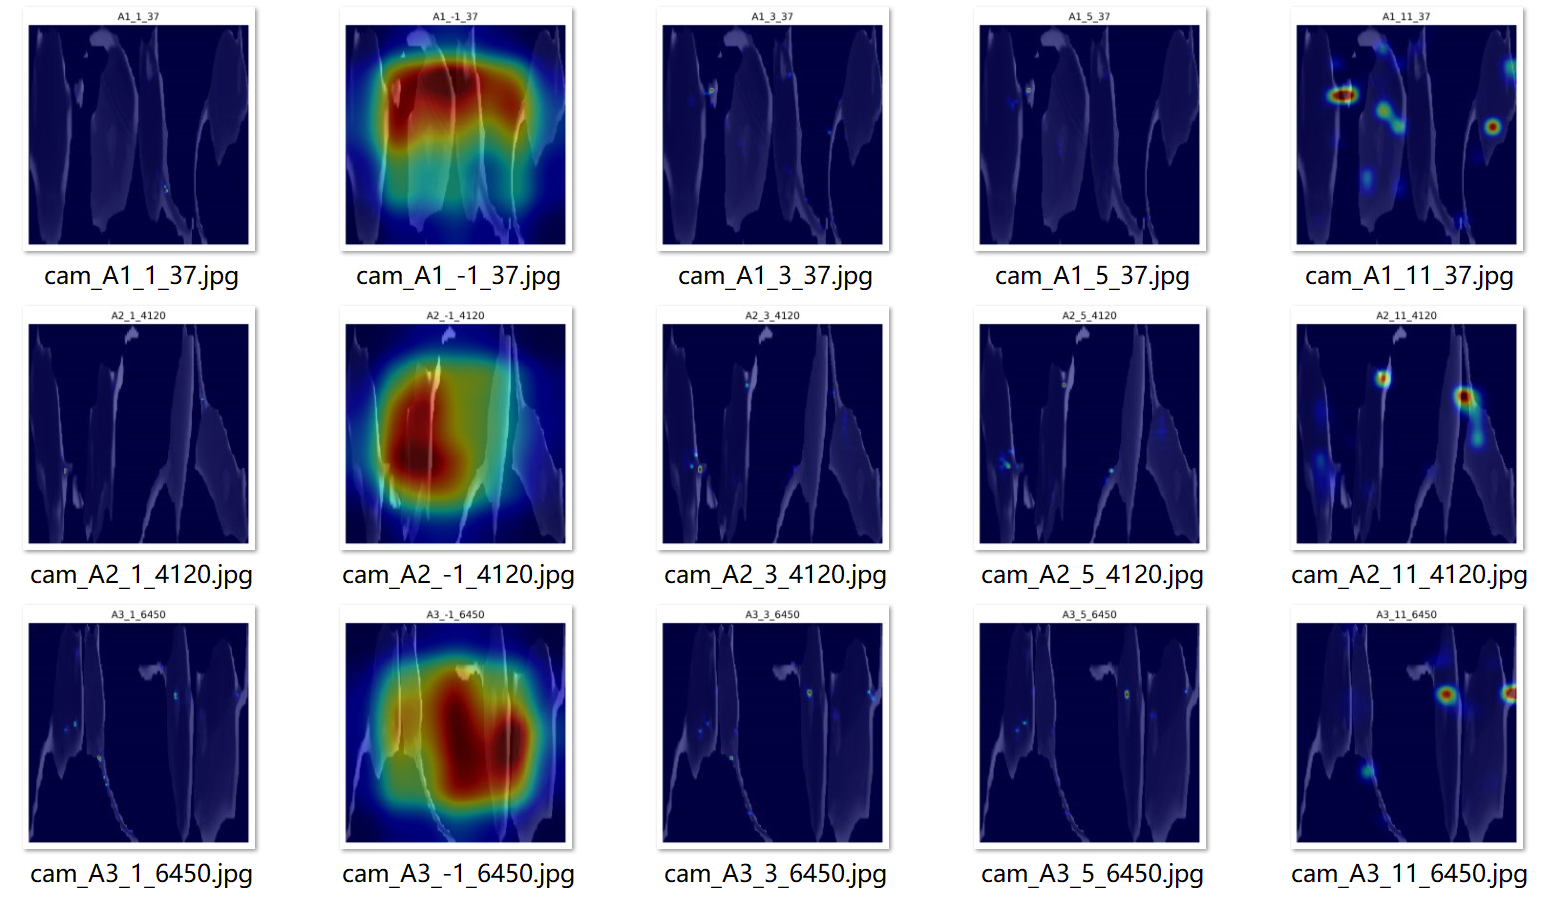 A1_1_37
A1_-1_37
A1_3_37
A1_5_37
A1_11_37
cam_A1_1_37.jpg
cam_A1_-1_37.jpg
cam_A1_3_37.jpg
cam_A1_5_37.jpg
cam_A1_11_37.jpg
A2_1_4120
A2_-1_4120
A2_3_4120
A2_5_4120
A2_11_4120
cam_A2_1_4120.jpg
cam_A2_-1_4120.jpg
cam_A2_3_4120.jpg
cam_A2_5_4120.jpg
cam_A2_11_4120.jpg
A3_1_6450
A3_-1_6450
A3_3_6450
A3_5_6450
A3_11_6450
cam_A3_1_6450.jpg
cam_A3_-1_6450.jpg
cam_A3_3_6450.jpg
cam_A3_5_6450.jpg
cam_A3_11_6450.jpg